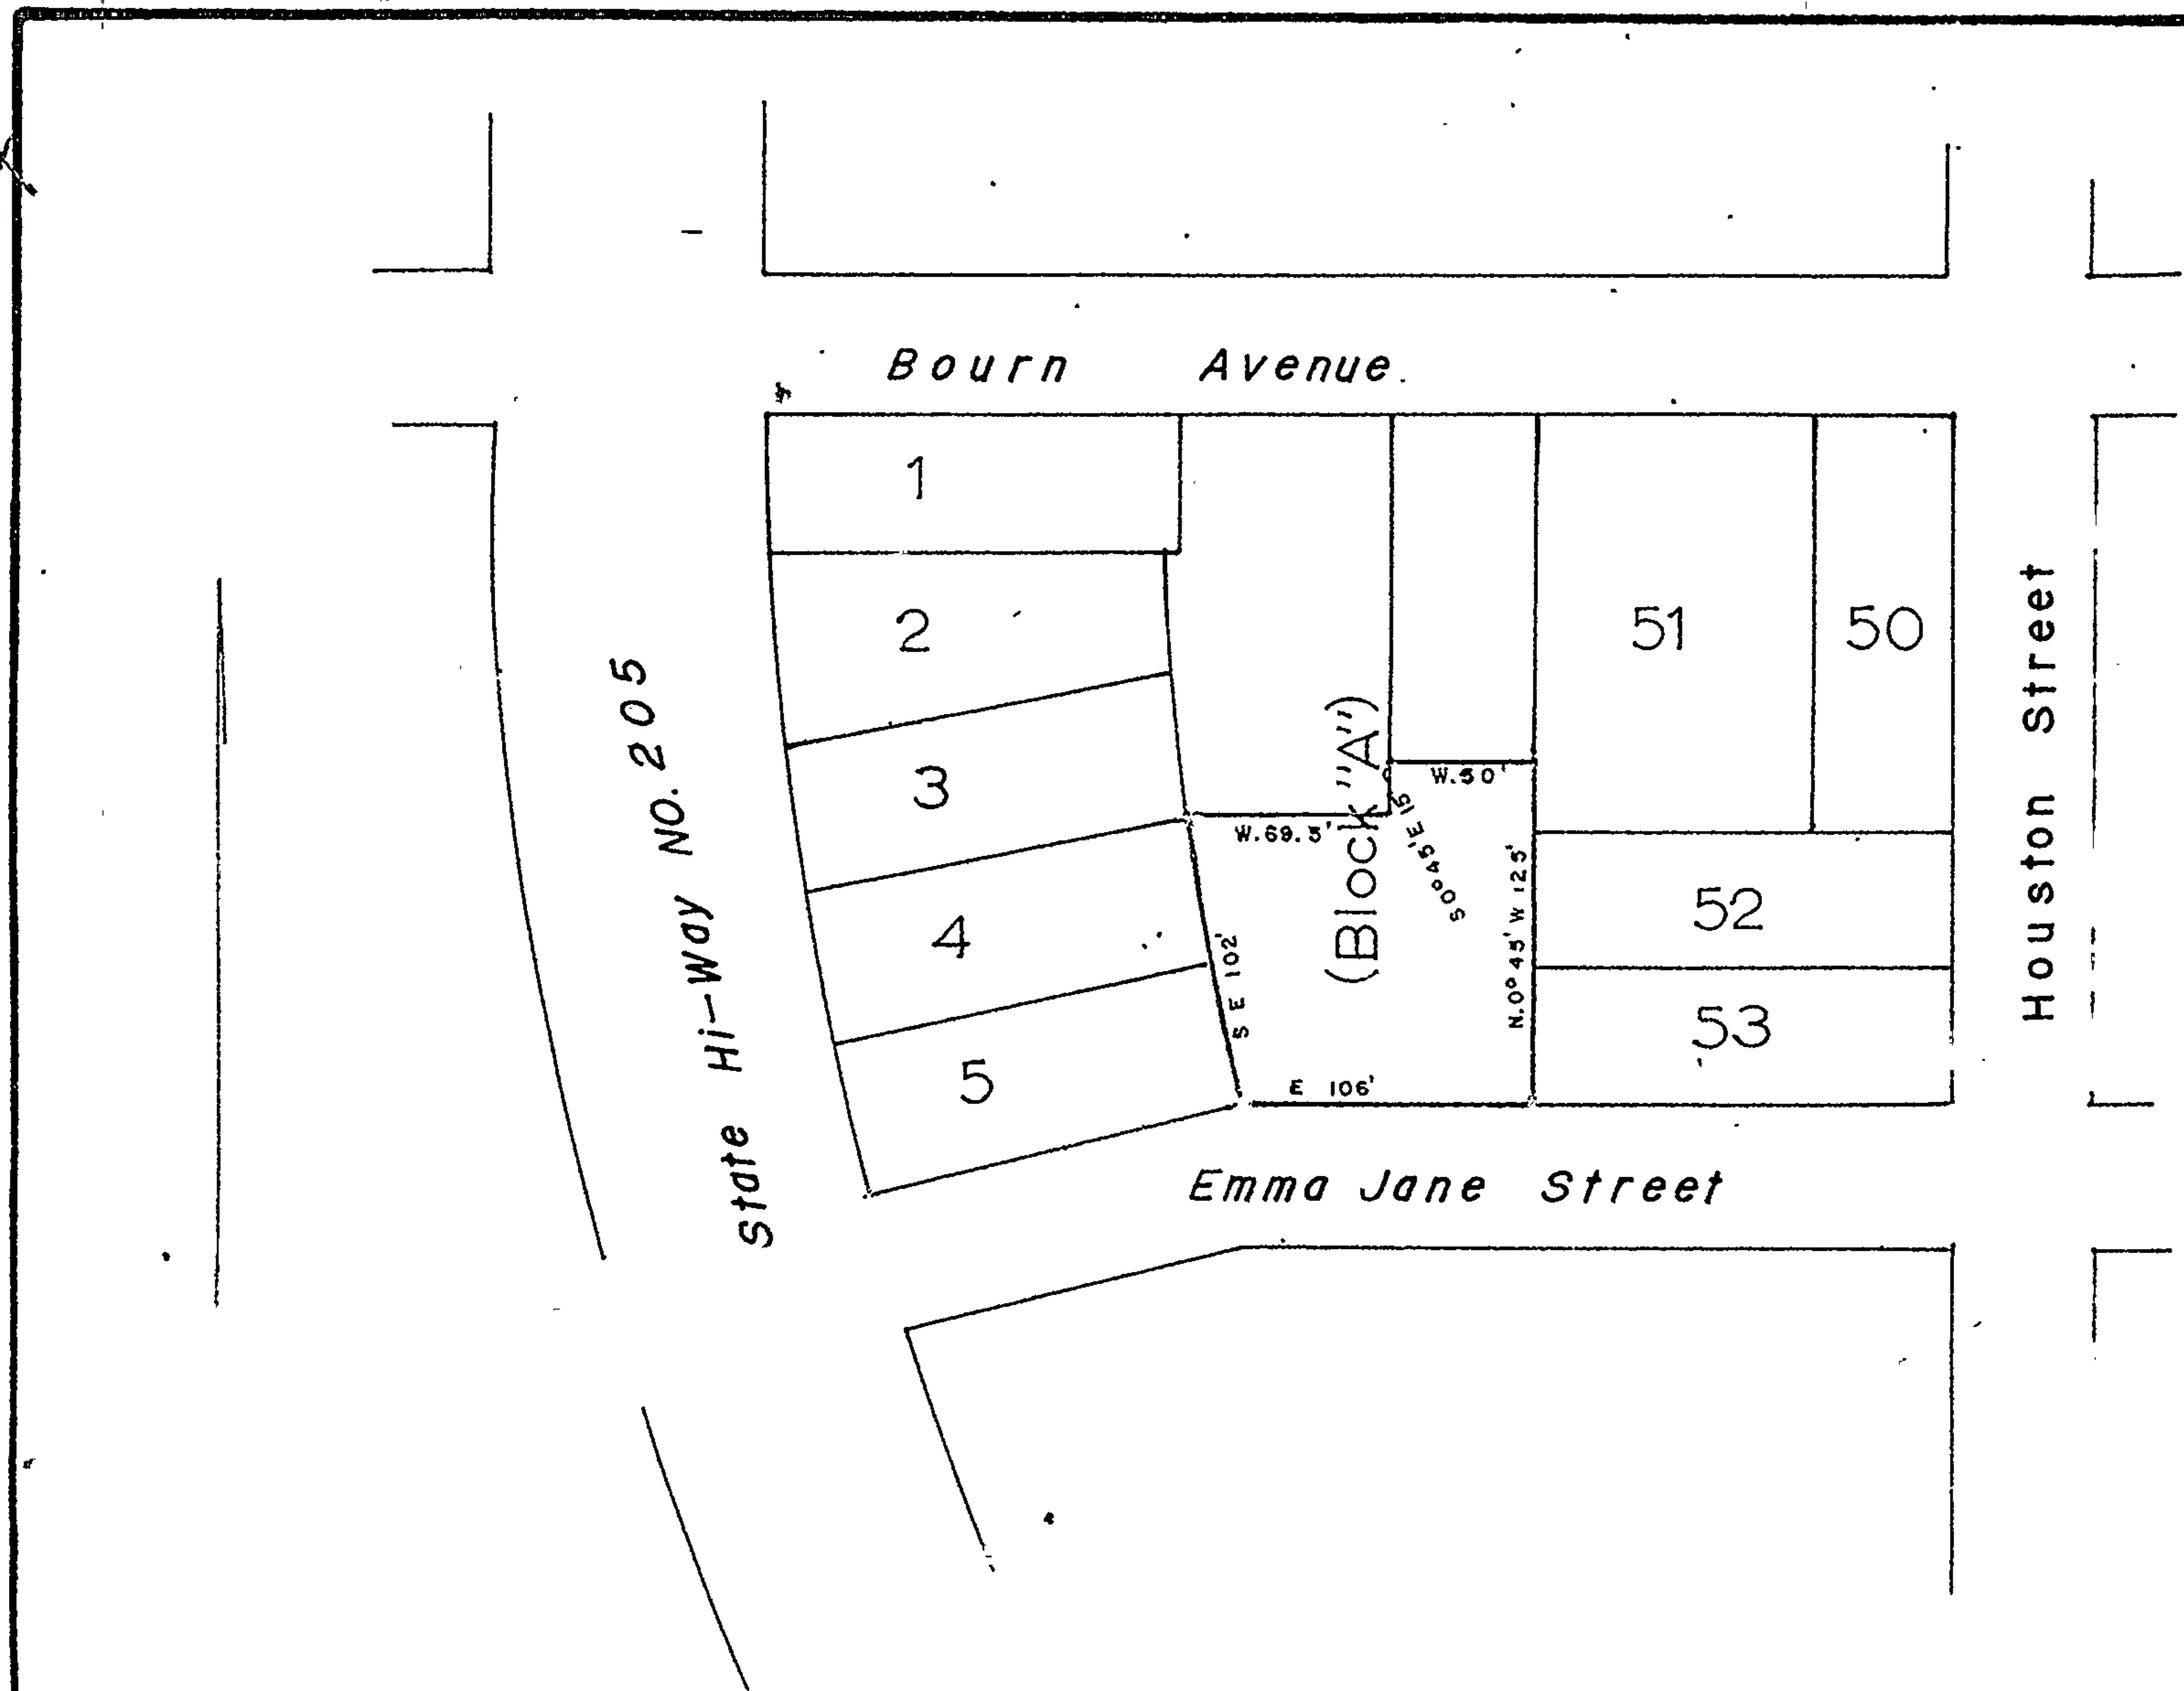 Bourn Avenue
1
2
3
4
5
51
50
52
53
State Hi-Way NO. 205
(Block "A")
W. 50'
W. 69.5'
S 0° 45' E 15'
N. 0° 45' W 125'
S E 102'
E 106'
Houston Street
Emma Jane Street